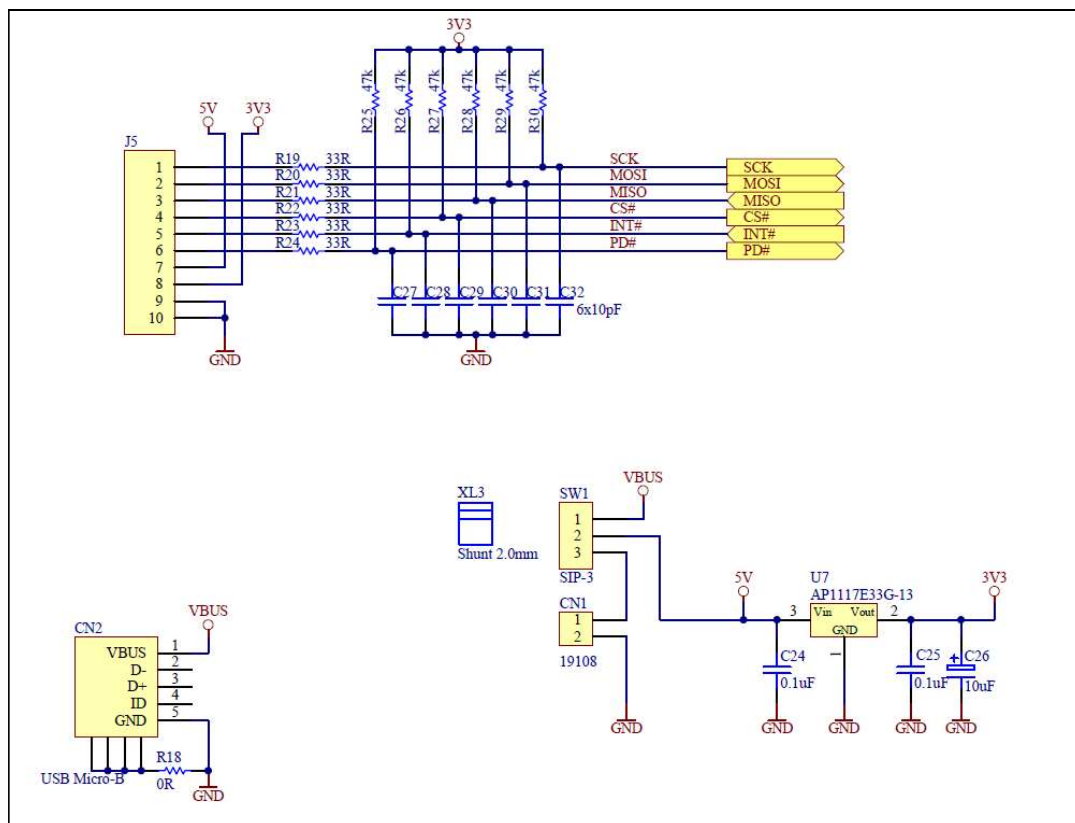 3V3
47k 47k 47k 47k 47k 47k
R25 R26 R27 R28 R29 R30
5V 3V3
J5
1 R19 33R SCK SCK
2 R20 33R MOSI MOSI
3 R21 33R MISO MISO
4 R22 33R CS# CS#
5 R23 33R INT# INT#
6 R24 33R PD# PD#
7
8
9
10
C27 C28 C29 C30 C31 C32
6x10pF
GND GND
XL3
Shunt 2.0mm
VBUS
SW1
1
2
3
SIP-3
CN1
1
2
19108
GND
5V
U7
AP1117E33G-13
3V3
3 Vin Vout 2
GND
1
C24
0.1uF
C25
0.1uF
+ C26
10uF
GND GND GND GND
VBUS
CN2
VBUS 1
D- 2
D+ 3
ID 4
GND 5
R18
USB Micro-B
0R
GND